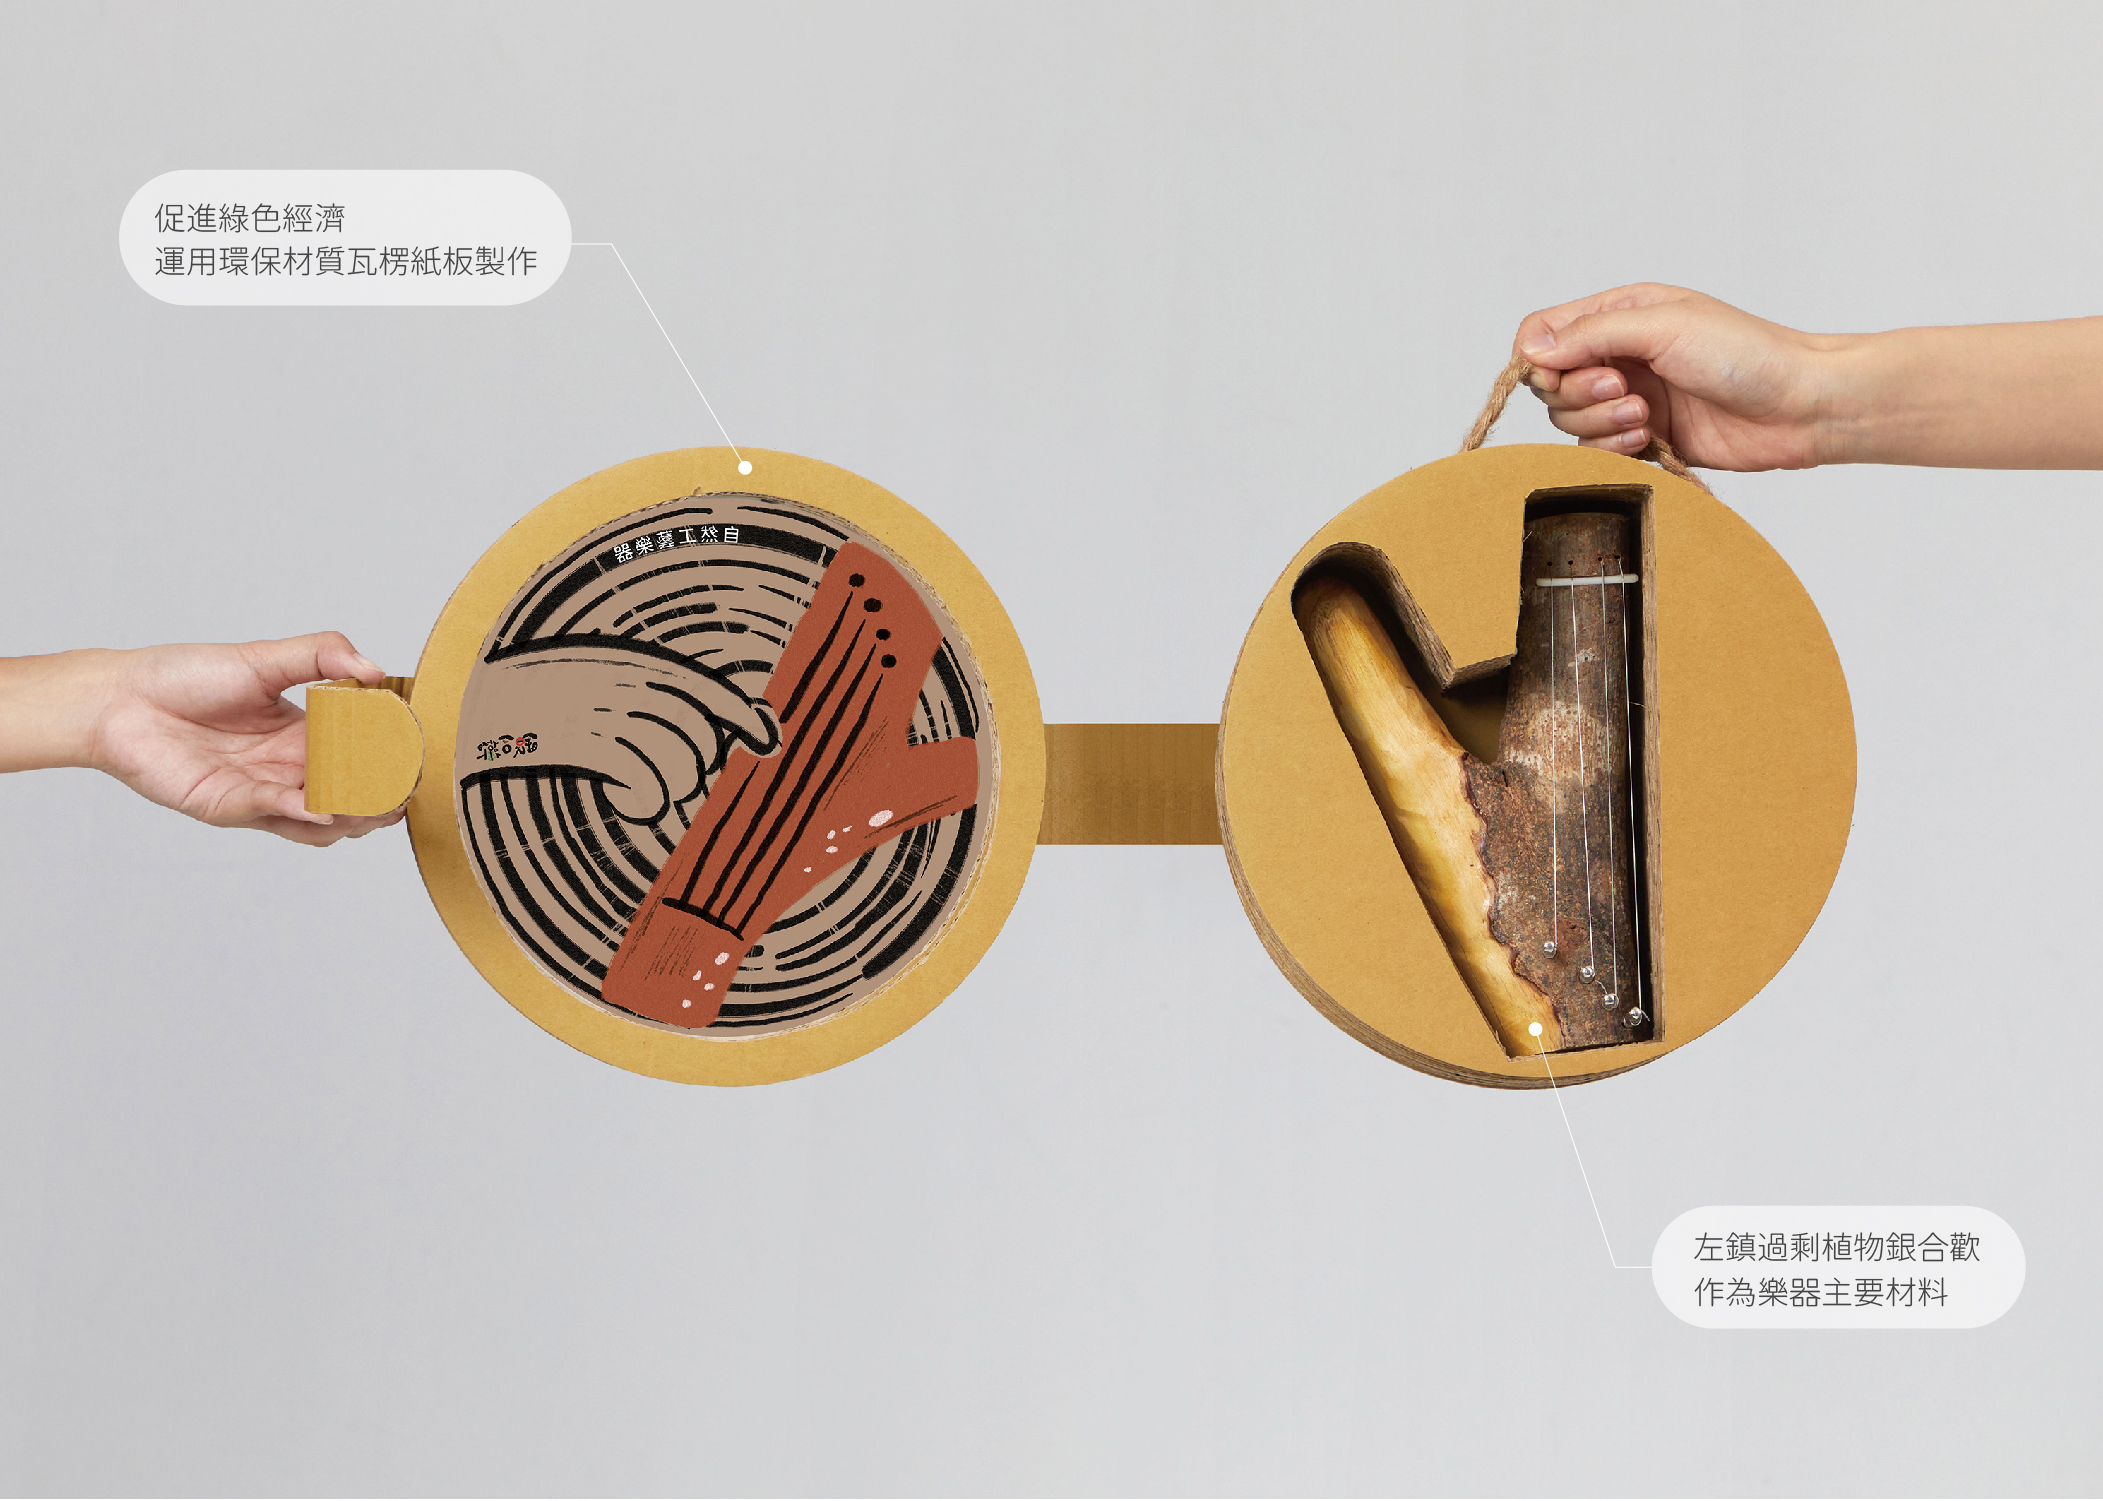 促進綠色經濟
運用環保材質瓦楞紙板製作
自然工藝樂器
左鎮過剩植物銀合歡
作為樂器主要材料